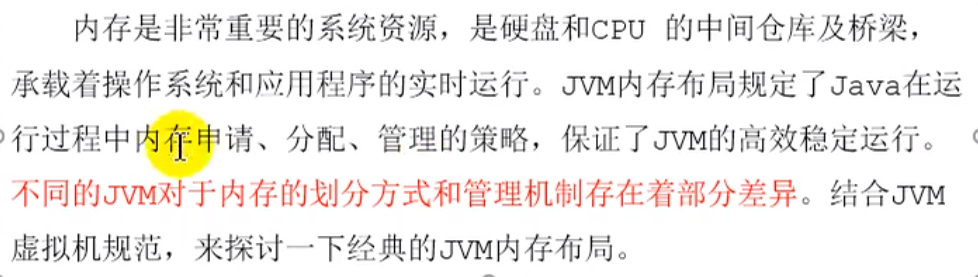 内存是非常重要的系统资源，是硬盘和CPU 的中间仓库及桥梁，
承载着操作系统和应用程序的实时运行。JVM内存布局规定了Java在运
行过程中内存申请、分配、管理的策略，保证了JVM的高效稳定运行。
不同的JVM对于内存的划分方式和管理机制存在着部分差异。结合JVM
虚拟机规范，来探讨一下经典的JVM内存布局。